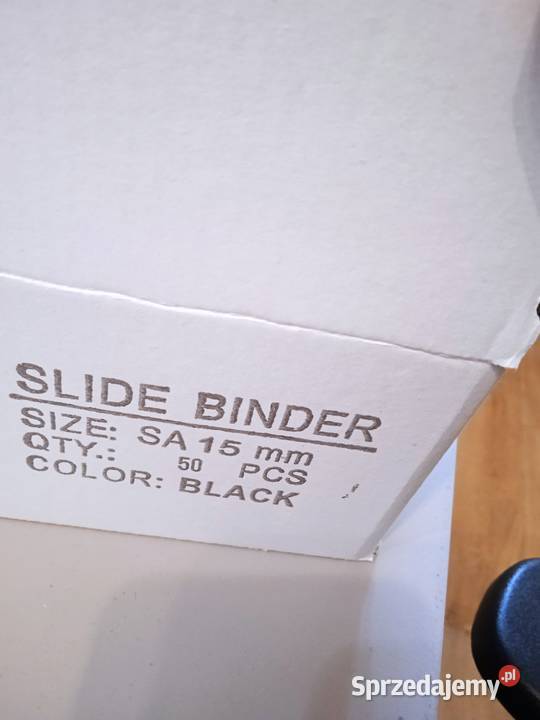 SLIDE BINDER
SIZE: SA 15 mm
QTY.: 50 PCS
COLOR: BLACK
Sprzedajemy.pl